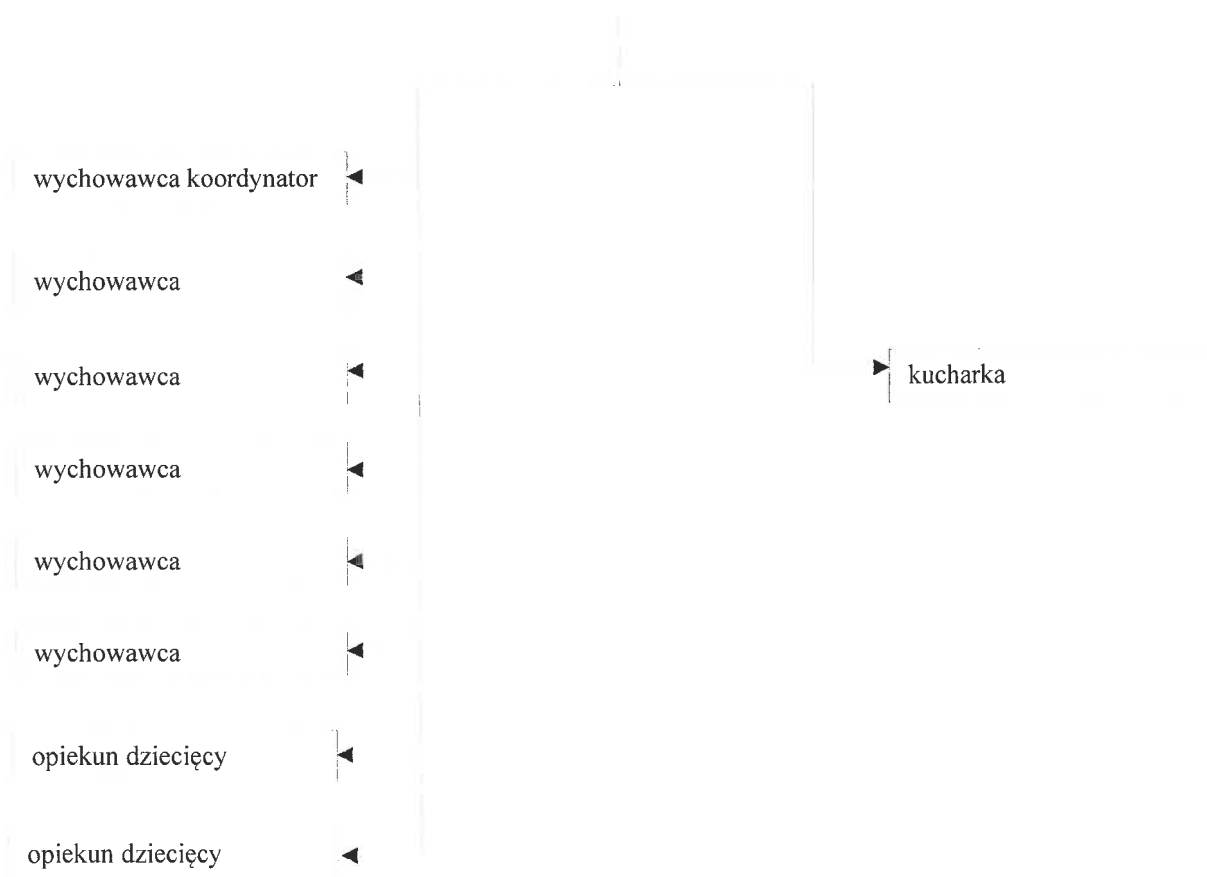 wychowawca koordynator
wychowawca
wychowawca
wychowawca
wychowawca
wychowawca
opiekun dziecięcy
opiekun dziecięcy
kucharka